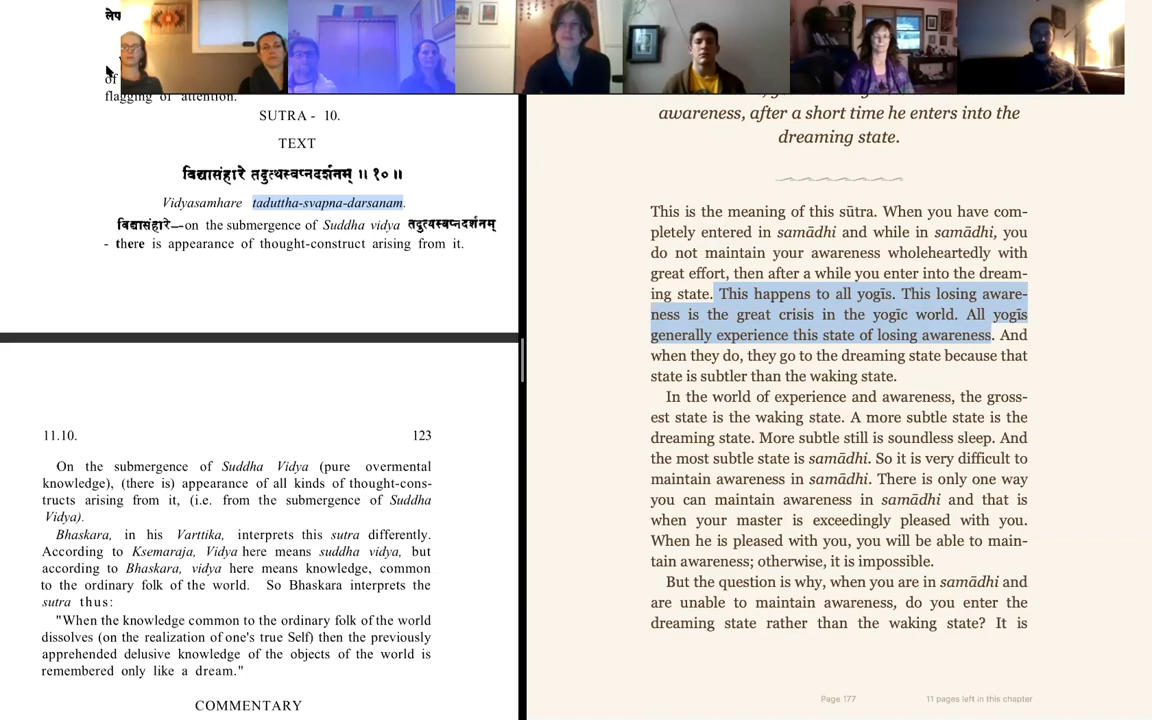 लेप
of
flagging of attention.
SUTRA - 10.
TEXT
विद्यासंहारे तदुत्थस्वप्नदर्शनम् ॥ १० ॥
Vidyasamhare taduttha-svapna-darsanam.
विद्यासंहारे—on the submergence of Suddha vidya तदुत्थस्वप्नदर्शनम्
- there is appearance of thought-construct arising from it.
11.10. 123
On the submergence of Suddha Vidya (pure overmental
knowledge), (there is) appearance of all kinds of thought-cons-
tructs arising from it, (i.e. from the submergence of Suddha
Vidya).
Bhaskara, in his Varttika, interprets this sutra differently.
According to Ksemaraja, Vidya here means suddha vidya, but
according to Bhaskara, vidya here means knowledge, common
to the ordinary folk of the world. So Bhaskara interprets the
sutra thus:
"When the knowledge common to the ordinary folk of the world
dissolves (on the realization of one's true Self) then the previously
apprehended delusive knowledge of the objects of the world is
remembered only like a dream."
COMMENTARY
awareness, after a short time he enters into the
dreaming state.
This is the meaning of this sūtra. When you have com-
pletely entered in samādhi and while in samādhi, you
do not maintain your awareness wholeheartedly with
great effort, then after a while you enter into the dream-
ing state. This happens to all yogīs. This losing aware-
ness is the great crisis in the yogīc world. All yogīs
generally experience this state of losing awareness. And
when they do, they go to the dreaming state because that
state is subtler than the waking state.
In the world of experience and awareness, the gross-
est state is the waking state. A more subtle state is the
dreaming state. More subtle still is soundless sleep. And
the most subtle state is samādhi. So it is very difficult to
maintain awareness in samādhi. There is only one way
you can maintain awareness in samādhi and that is
when your master is exceedingly pleased with you.
When he is pleased with you, you will be able to main-
tain awareness; otherwise, it is impossible.
But the question is why, when you are in samādhi and
are unable to maintain awareness, do you enter the
dreaming state rather than the waking state? It is
Page 177 11 pages left in this chapter